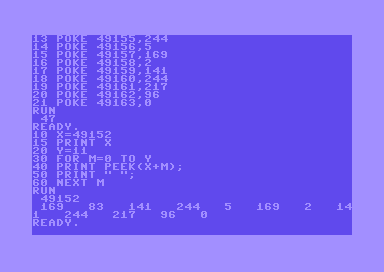 13 POKE 49155,244
14 POKE 49156,5
15 POKE 49157,169
16 POKE 49158,2
17 POKE 49159,141
18 POKE 49160,244
19 POKE 49161,217
20 POKE 49162,96
21 POKE 49163,0
RUN
 47
READY.
10 X=49152
15 PRINT X
20 Y=11
30 FOR M=0 TO Y
40 PRINT PEEK(X+M);
50 PRINT " ";
60 NEXT M
RUN
 49152
 169   83   141   244   5   169   2   14
1   244   217   96   0
READY.